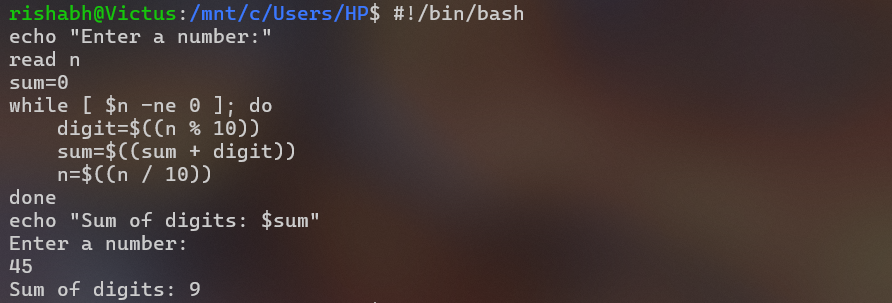 rishabh@Victus:/mnt/c/Users/HP$ #!/bin/bash
echo "Enter a number:"
read n
sum=0
while [ $n -ne 0 ]; do
    digit=$((n % 10))
    sum=$((sum + digit))
    n=$((n / 10))
done
echo "Sum of digits: $sum"
Enter a number:
45
Sum of digits: 9